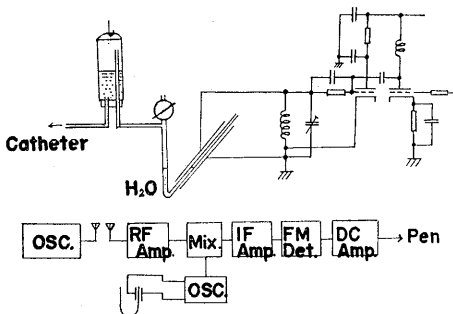 Catheter
H₂O
OSC.
RF Amp.
Mix.
IF Amp.
FM Det.
DC Amp.
Pen
OSC.